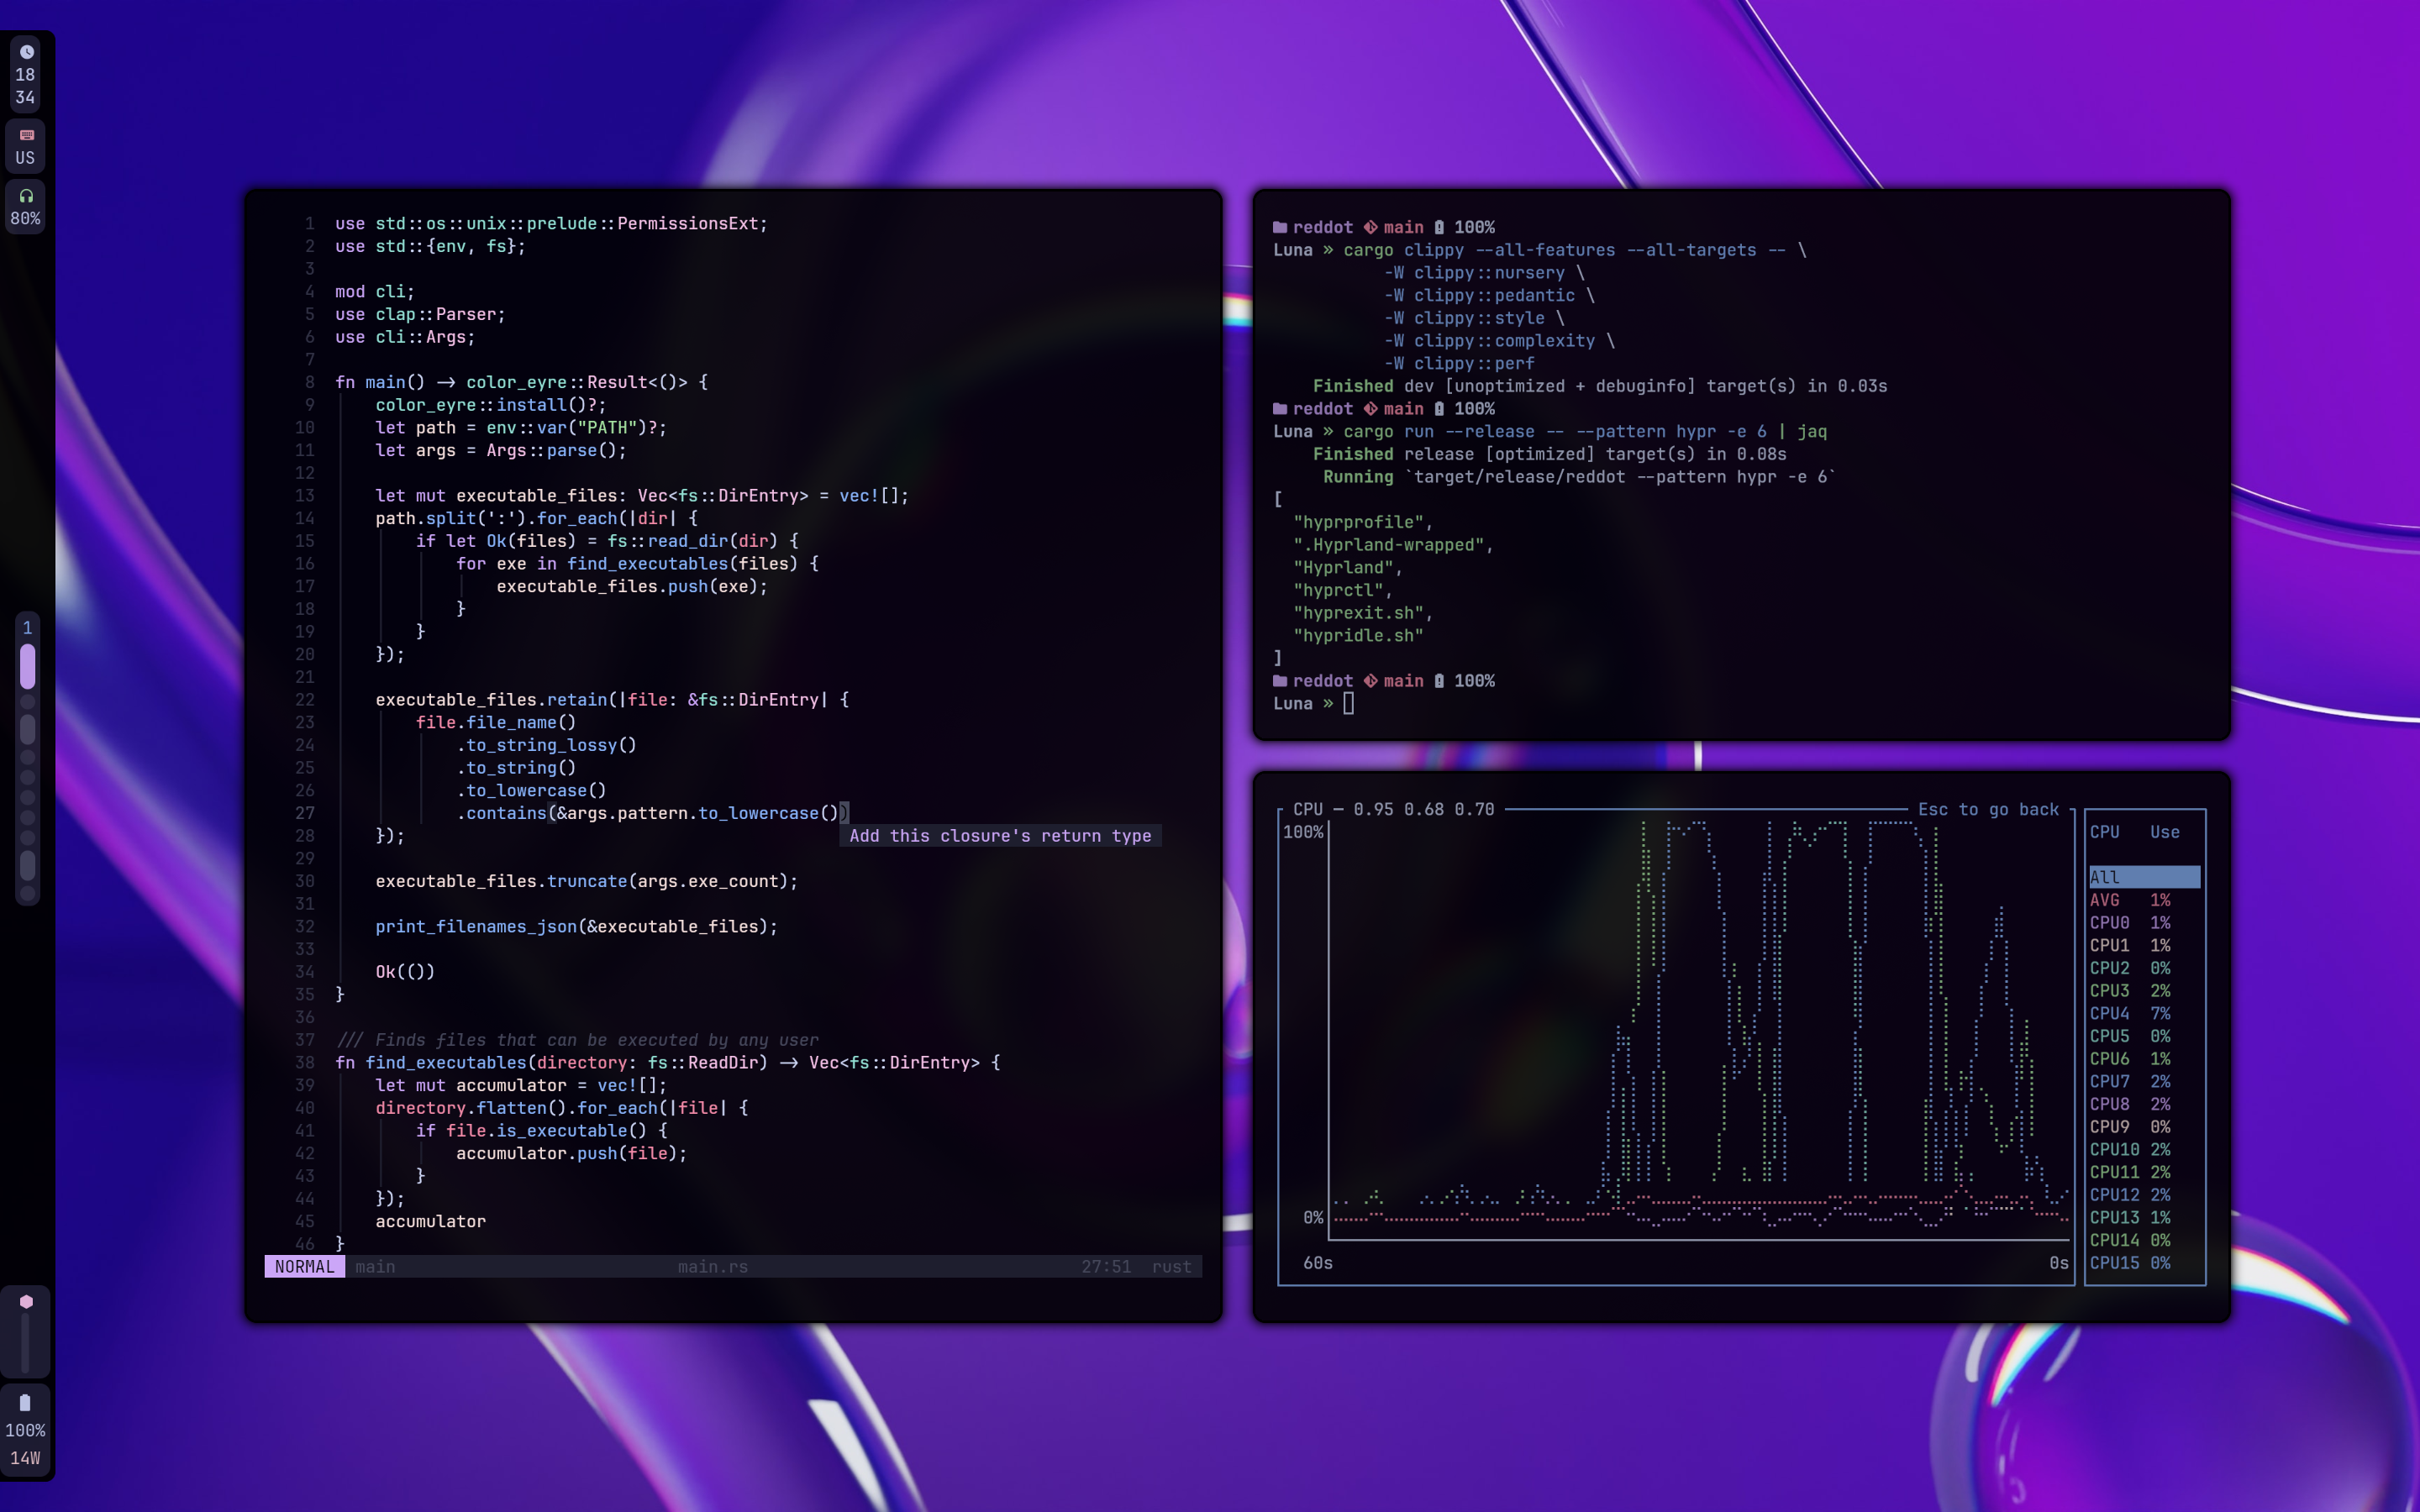 18
34
US
80%
1
100%
14W
1 use std::os::unix::prelude::PermissionsExt;
2 use std::{env, fs};
3
4 mod cli;
5 use clap::Parser;
6 use cli::Args;
7
8 fn main() -> color_eyre::Result<()> {
9     color_eyre::install()?;
10     let path = env::var("PATH")?;
11     let args = Args::parse();
12
13     let mut executable_files: Vec<fs::DirEntry> = vec![];
14     path.split(':').for_each(|dir| {
15         if let Ok(files) = fs::read_dir(dir) {
16             for exe in find_executables(files) {
17                 executable_files.push(exe);
18             }
19         }
20     });
21
22     executable_files.retain(|file: &fs::DirEntry| {
23         file.file_name()
24             .to_string_lossy()
25             .to_string()
26             .to_lowercase()
27             .contains(&args.pattern.to_lowercase())
Add this closure's return type
28     });
29
30     executable_files.truncate(args.exe_count);
31
32     print_filenames_json(&executable_files);
33
34     Ok(())
35 }
36
37 /// Finds files that can be executed by any user
38 fn find_executables(directory: fs::ReadDir) -> Vec<fs::DirEntry> {
39     let mut accumulator = vec![];
40     directory.flatten().for_each(|file| {
41         if file.is_executable() {
42             accumulator.push(file);
43         }
44     });
45     accumulator
46 }
NORMAL main main.rs 27:51 rust
reddot main 100%
Luna » cargo clippy --all-features --all-targets -- \
-W clippy::nursery \
-W clippy::pedantic \
-W clippy::style \
-W clippy::complexity \
-W clippy::perf
Finished dev [unoptimized + debuginfo] target(s) in 0.03s
reddot main 100%
Luna » cargo run --release -- --pattern hypr -e 6 | jaq
Finished release [optimized] target(s) in 0.08s
Running `target/release/reddot --pattern hypr -e 6`
[
"hyprprofile",
".Hyprland-wrapped",
"Hyprland",
"hyprctl",
"hyprexit.sh",
"hypridle.sh"
]
reddot main 100%
Luna »
CPU — 0.95 0.68 0.70 Esc to go back
100%
0%
60s 0s
CPU Use
All
AVG 1%
CPU0 1%
CPU1 1%
CPU2 0%
CPU3 2%
CPU4 7%
CPU5 0%
CPU6 1%
CPU7 2%
CPU8 2%
CPU9 0%
CPU10 2%
CPU11 2%
CPU12 2%
CPU13 1%
CPU14 0%
CPU15 0%